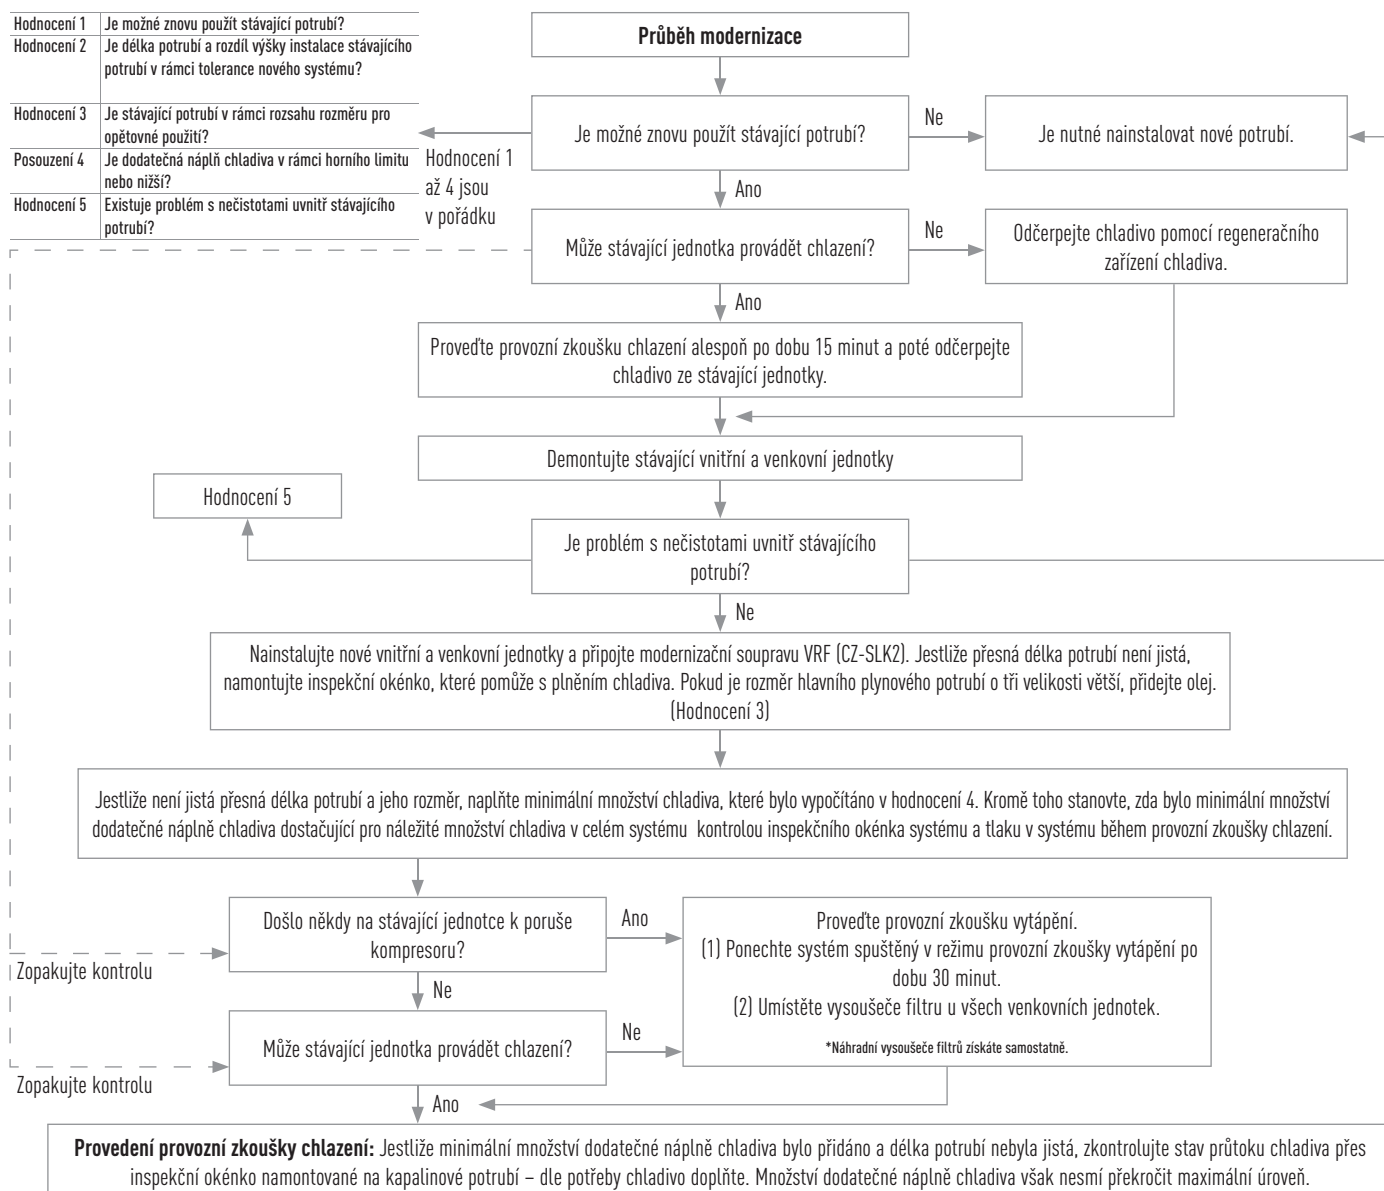 Hodnocení 1 Je možné znovu použít stávající potrubí?
Hodnocení 2 Je délka potrubí a rozdíl výšky instalace stávajícího
potrubí v rámci tolerance nového systému?
Hodnocení 3 Je stávající potrubí v rámci rozsahu rozměru pro
opětovné použití?
Posouzení 4 Je dodatečná náplň chladiva v rámci horního limitu
nebo nižší?
Hodnocení 5 Existuje problém s nečistotami uvnitř stávajícího
potrubí?
Průběh modernizace
Je možné znovu použít stávající potrubí?
Ne
Je nutné nainstalovat nové potrubí.
Hodnocení 1
až 4 jsou
v pořádku
Ano
Může stávající jednotka provádět chlazení?
Ne
Odčerpejte chladivo pomocí regeneračního
zařízení chladiva.
Ano
Proveďte provozní zkoušku chlazení alespoň po dobu 15 minut a poté odčerpejte
chladivo ze stávající jednotky.
Demontujte stávající vnitřní a venkovní jednotky
Hodnocení 5
Je problém s nečistotami uvnitř stávajícího
potrubí?
Ne
Nainstalujte nové vnitřní a venkovní jednotky a připojte modernizační soupravu VRF (CZ-SLK2). Jestliže přesná délka potrubí není jistá,
namontujte inspekční okénko, které pomůže s plněním chladiva. Pokud je rozměr hlavního plynového potrubí o tři velikosti větší, přidejte olej.
(Hodnocení 3)
Jestliže není jistá přesná délka potrubí a jeho rozměr, naplňte minimální množství chladiva, které bylo vypočítáno v hodnocení 4. Kromě toho stanovte, zda bylo minimální množství
dodatečné náplně chladiva dostačující pro náležité množství chladiva v celém systému kontrolou inspekčního okénka systému a tlaku v systému během provozní zkoušky chlazení.
Došlo někdy na stávající jednotce k poruše
kompresoru?
Ano
Proveďte provozní zkoušku vytápění.
(1) Ponechte systém spuštěný v režimu provozní zkoušky vytápění po
dobu 30 minut.
(2) Umístěte vysoušeče filtru u všech venkovních jednotek.
*Náhradní vysoušeče filtrů získáte samostatně.
Zopakujte kontrolu
Ne
Může stávající jednotka provádět chlazení?
Ne
Zopakujte kontrolu
Ano
Provedení provozní zkoušky chlazení: Jestliže minimální množství dodatečné náplně chladiva bylo přidáno a délka potrubí nebyla jistá, zkontrolujte stav průtoku chladiva přes
inspekční okénko namontované na kapalinové potrubí – dle potřeby chladivo doplňte. Množství dodatečné náplně chladiva však nesmí překročit maximální úroveň.